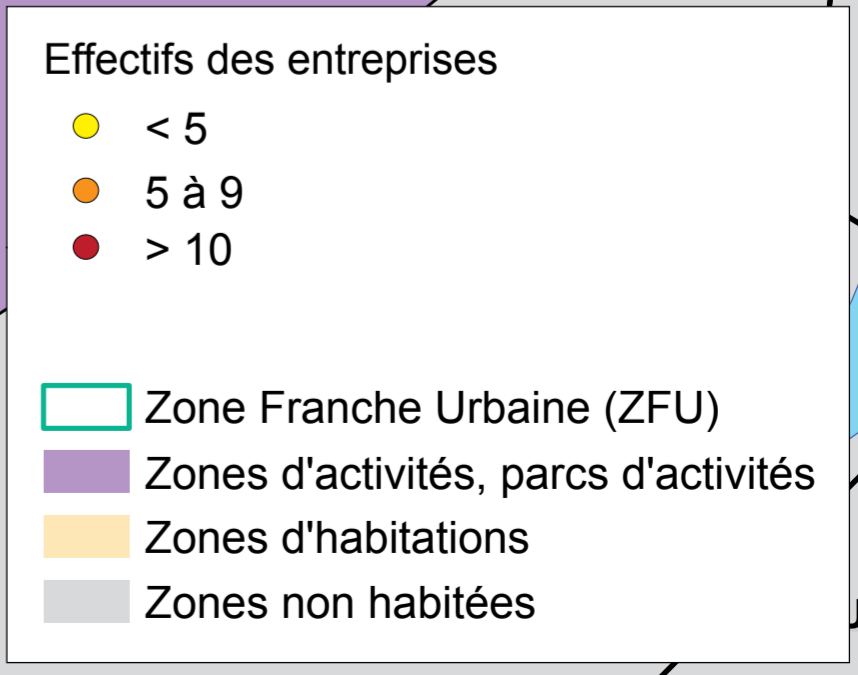 Effectifs des entreprises
< 5
5 à 9
> 10
Zone Franche Urbaine (ZFU)
Zones d'activités, parcs d'activités
Zones d'habitations
Zones non habitées